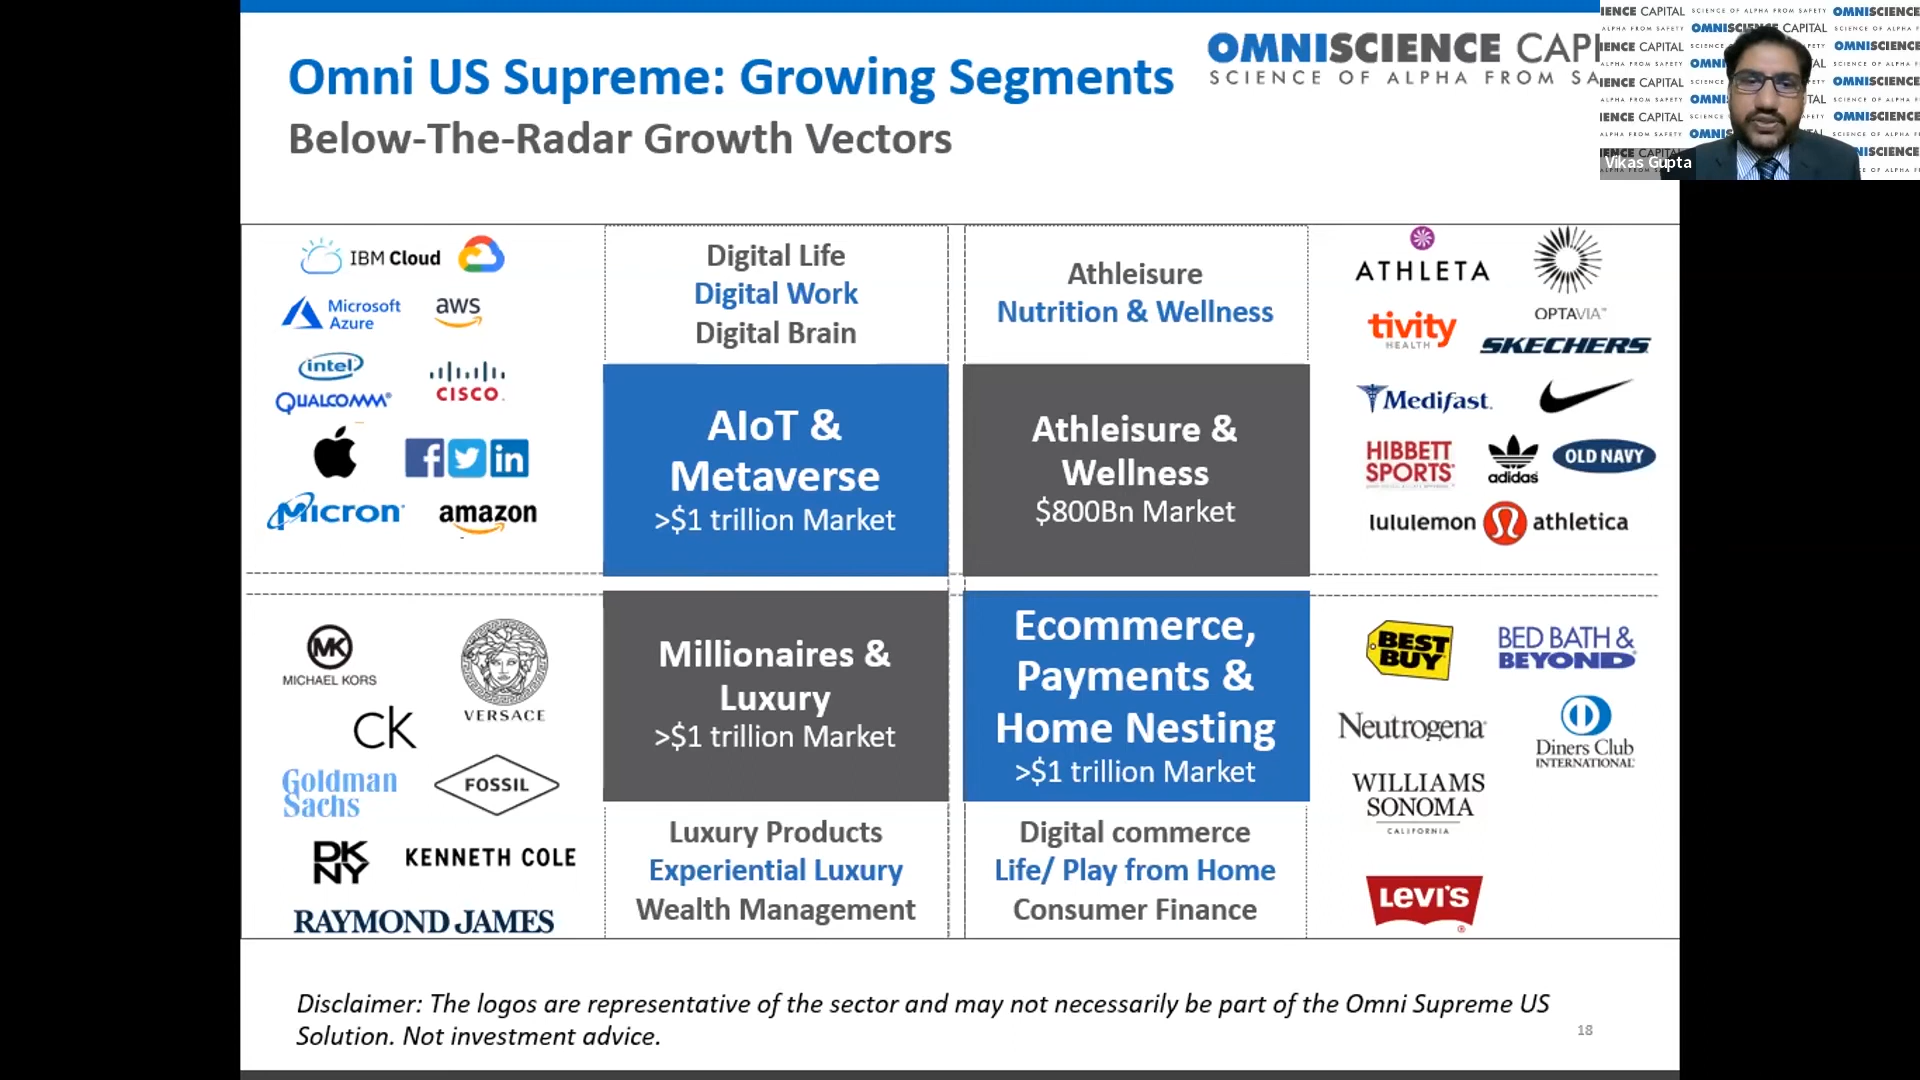 Omni US Supreme: Growing Segments
Below-The-Radar Growth Vectors
OMNISCIENCE CAPI
SCIENCE OF ALPHA FROM SA
Vikas Gupta
IBM Cloud
Microsoft
Azure
aws
intel
QUALCOMM®
CISCO
f in
Micron
amazon
Digital Life
Digital Work
Digital Brain
AIoT &
Metaverse
>$1 trillion Market
Athleisure
Nutrition & Wellness
Athleisure &
Wellness
$800Bn Market
ATHLETA
OPTAVIA™
tivity
HEALTH
SKECHERS
Medifast
HIBBETT
SPORTS
adidas
OLD NAVY
lululemon athletica
MK
MICHAEL KORS
VERSACE
ck
Goldman
Sachs
FOSSIL
DK
NY
KENNETH COLE
RAYMOND JAMES
Millionaires &
Luxury
>$1 trillion Market
Luxury Products
Experiential Luxury
Wealth Management
Ecommerce,
Payments &
Home Nesting
>$1 trillion Market
Digital commerce
Life/ Play from Home
Consumer Finance
BEST
BUY
BED BATH &
BEYOND
Neutrogena
Diners Club
INTERNATIONAL
WILLIAMS
SONOMA
CALIFORNIA
LEVI'S
Disclaimer: The logos are representative of the sector and may not necessarily be part of the Omni Supreme US
Solution. Not investment advice.
18